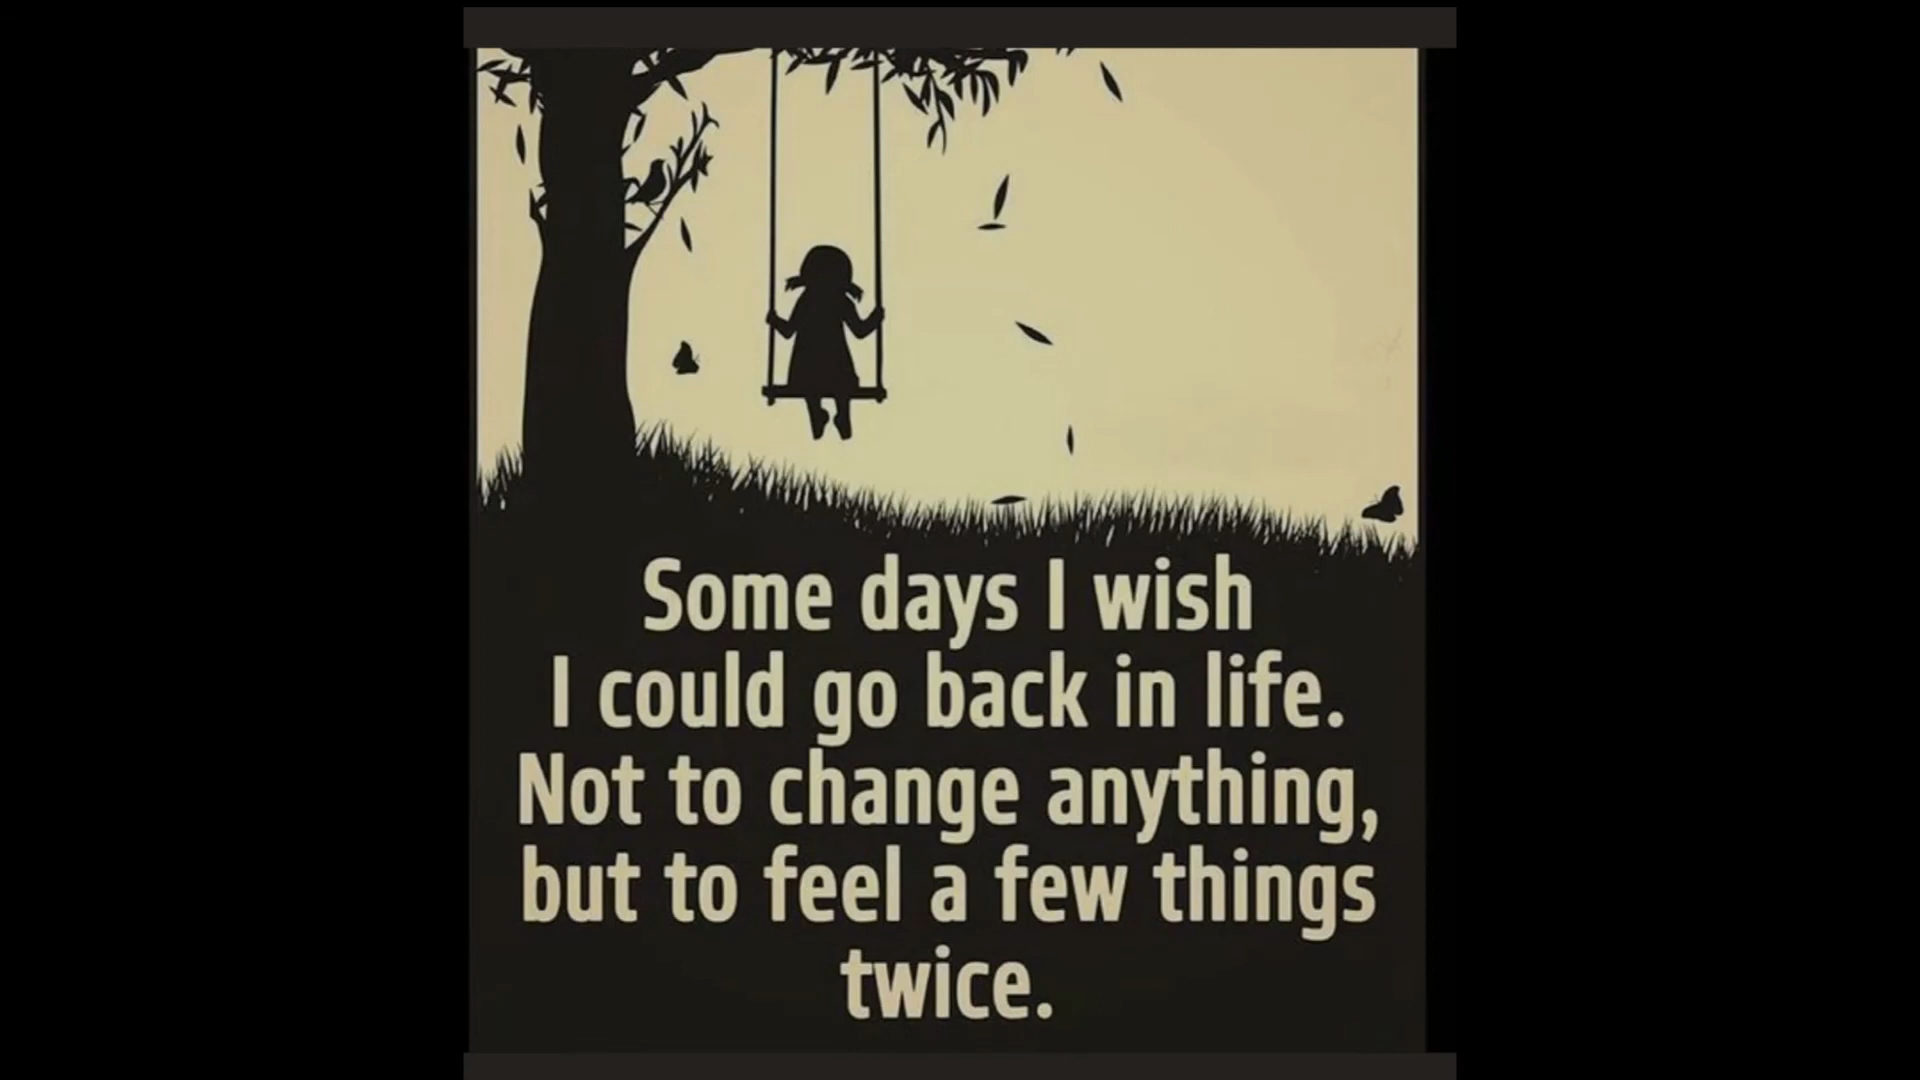 Some days I wish
I could go back in life.
Not to change anything,
but to feel a few things
twice.